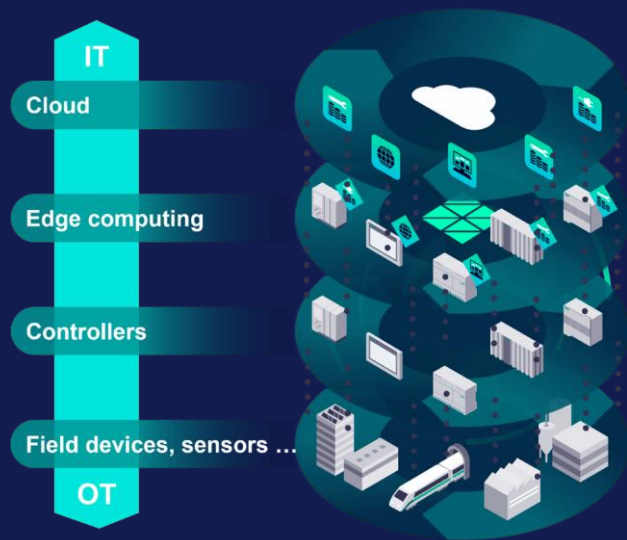 IT
Cloud
Edge computing
Controllers
Field devices, sensors ...
OT